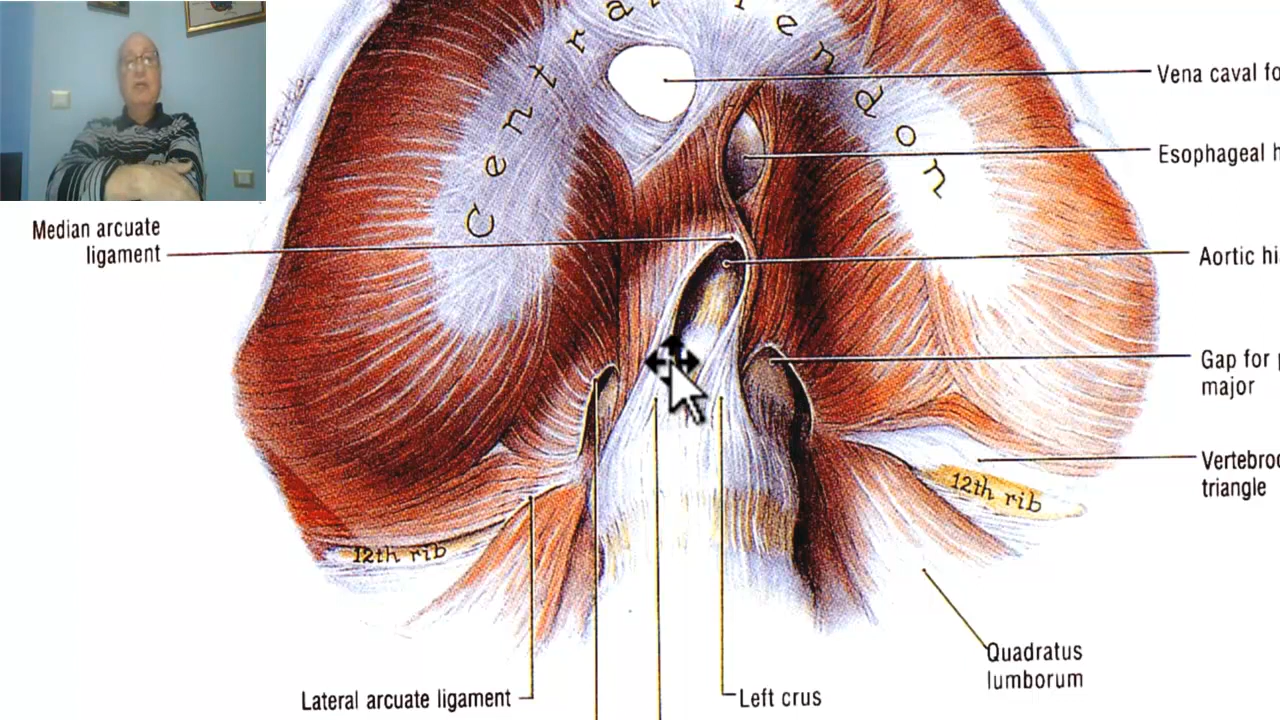 Central Tendon
Vena caval fo
Esophageal h
Median arcuate
ligament
Aortic hi
Gap for p
major
Vertebroc
triangle
12th rib
12th rib
Quadratus
lumborum
Lateral arcuate ligament
Left crus